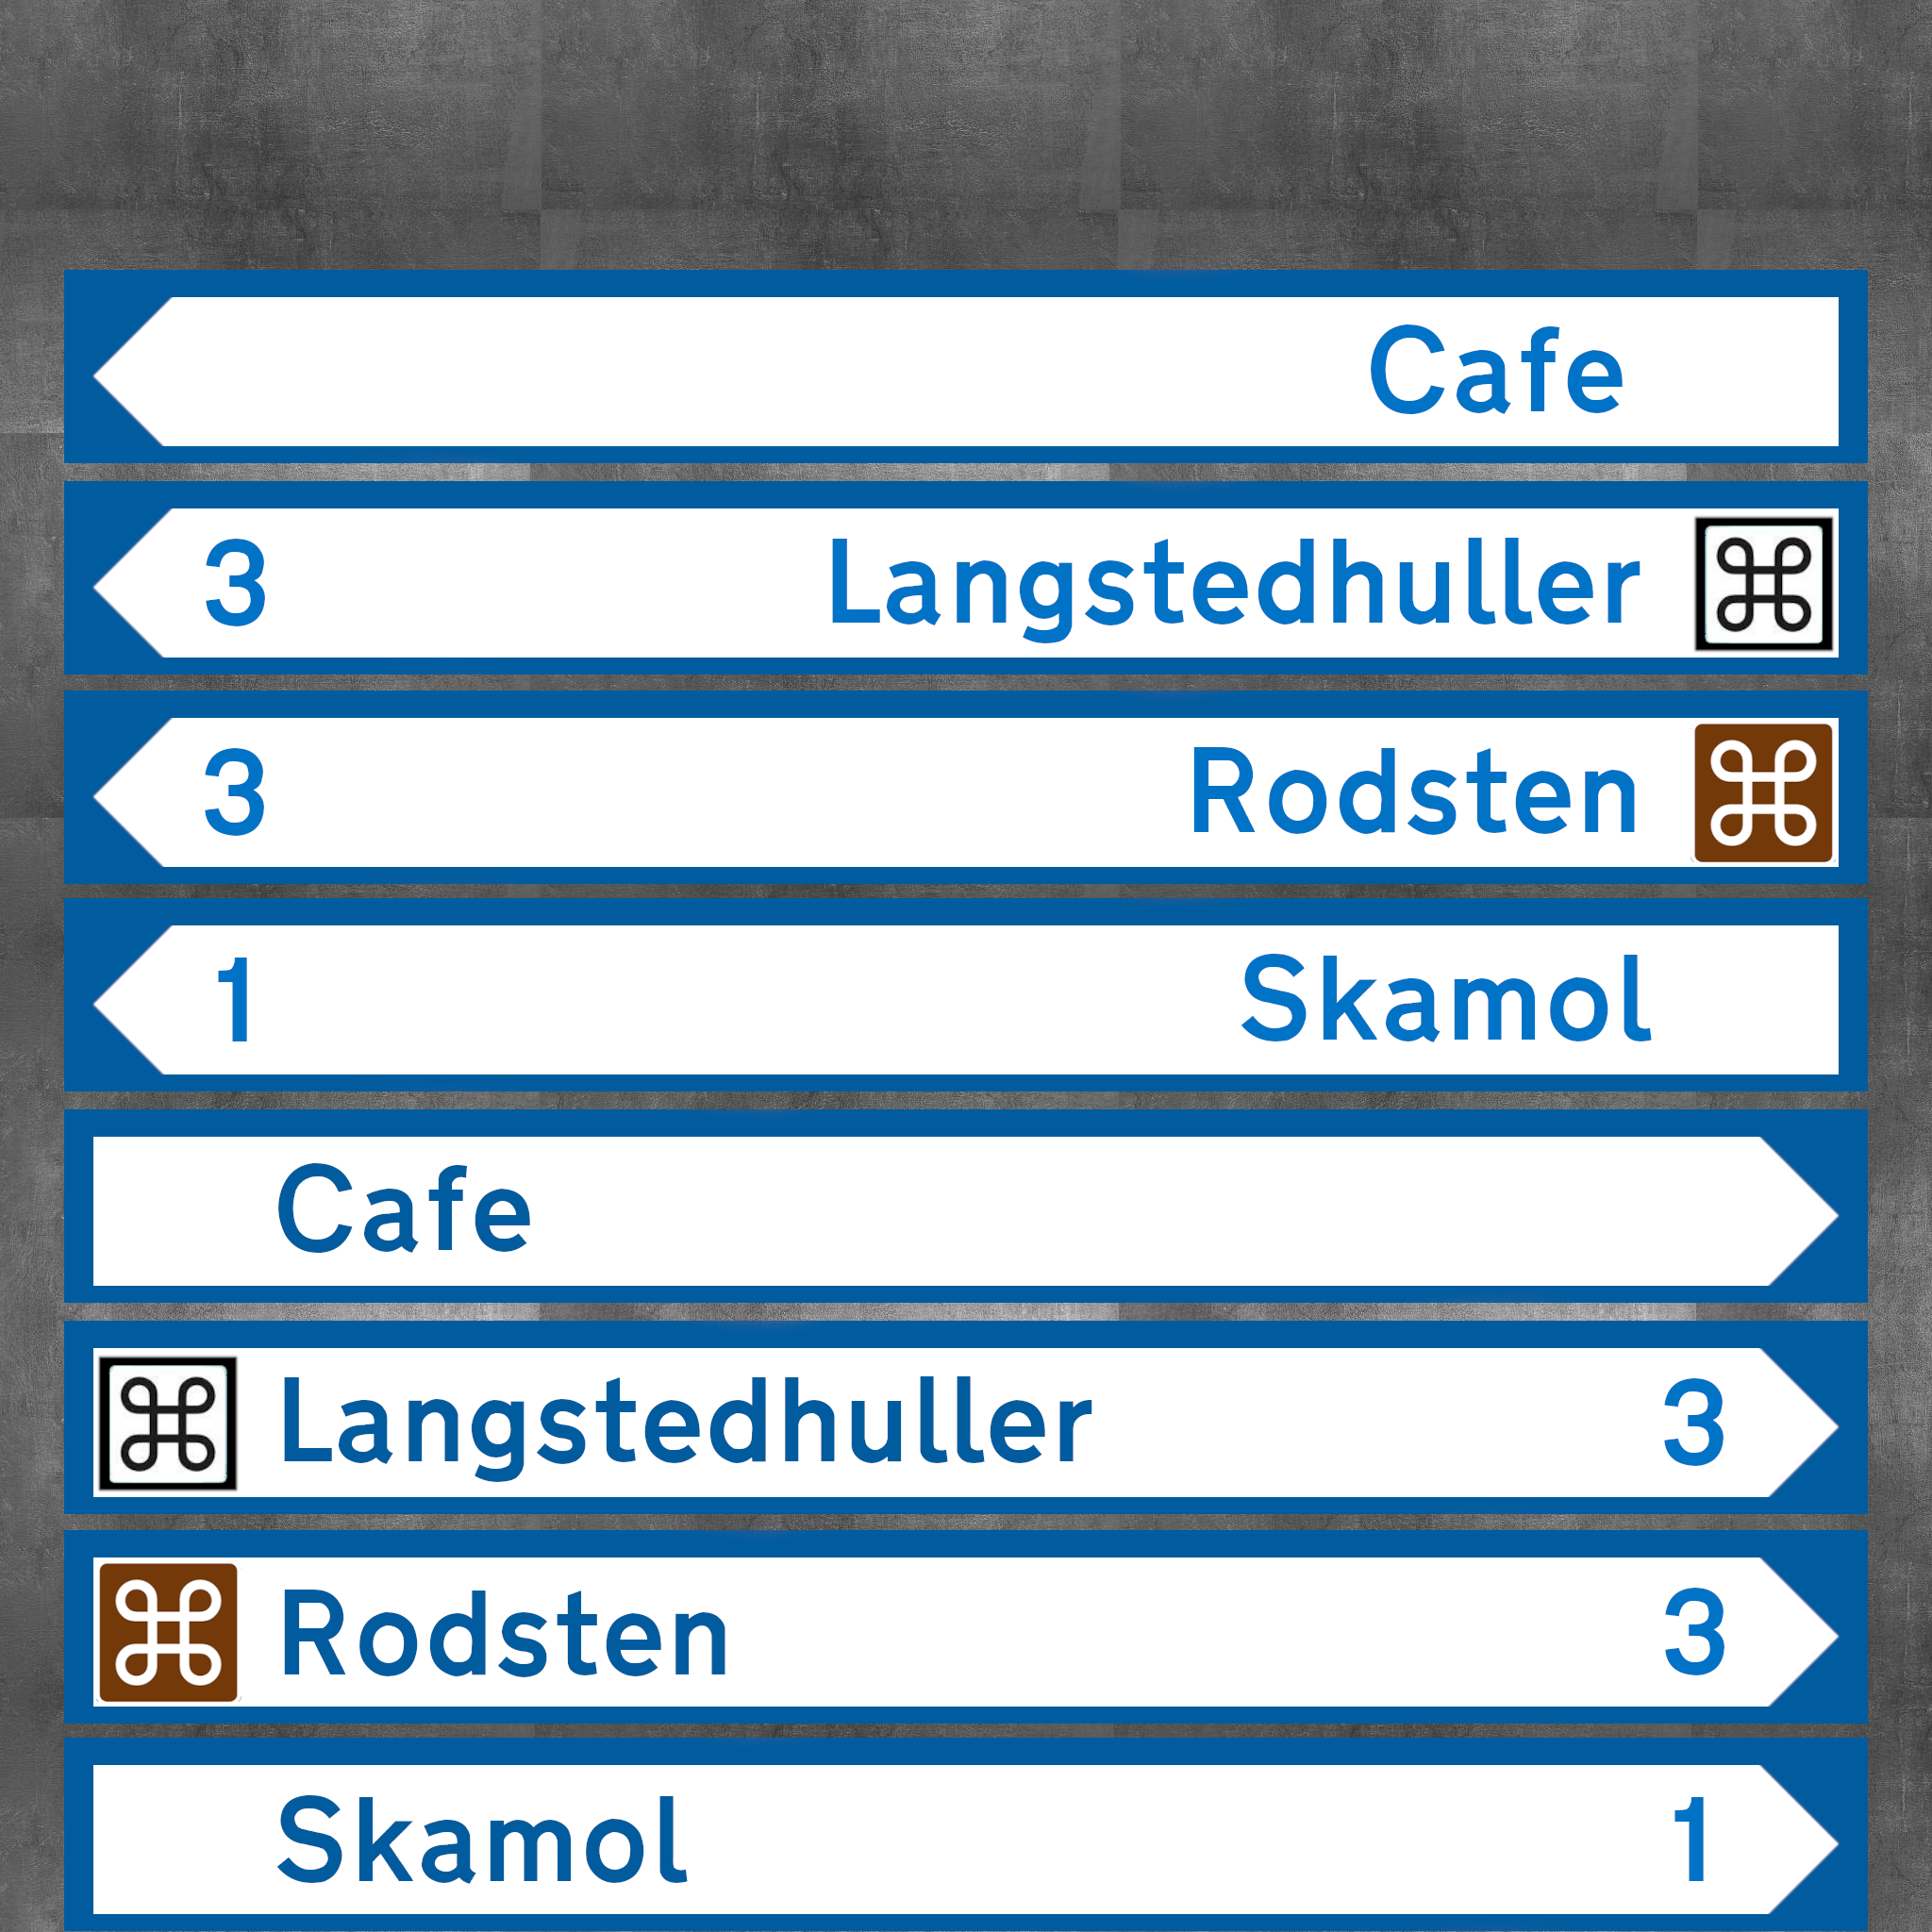 Cafe
3 Langstedhuller
3 Rodsten
1 Skamol
Cafe
Langstedhuller 3
Rodsten 3
Skamol 1